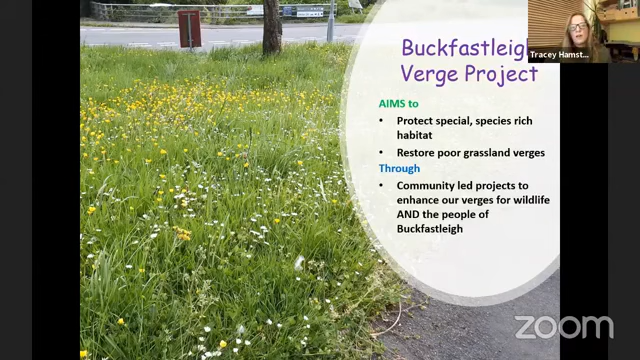 Buckfastleigh
Verge Project
AIMS to
• Protect special, species rich
habitat
• Restore poor grassland verges
Through
• Community led projects to
enhance our verges for wildlife
AND the people of
Buckfastleigh
Tracey Hamst...
zoom